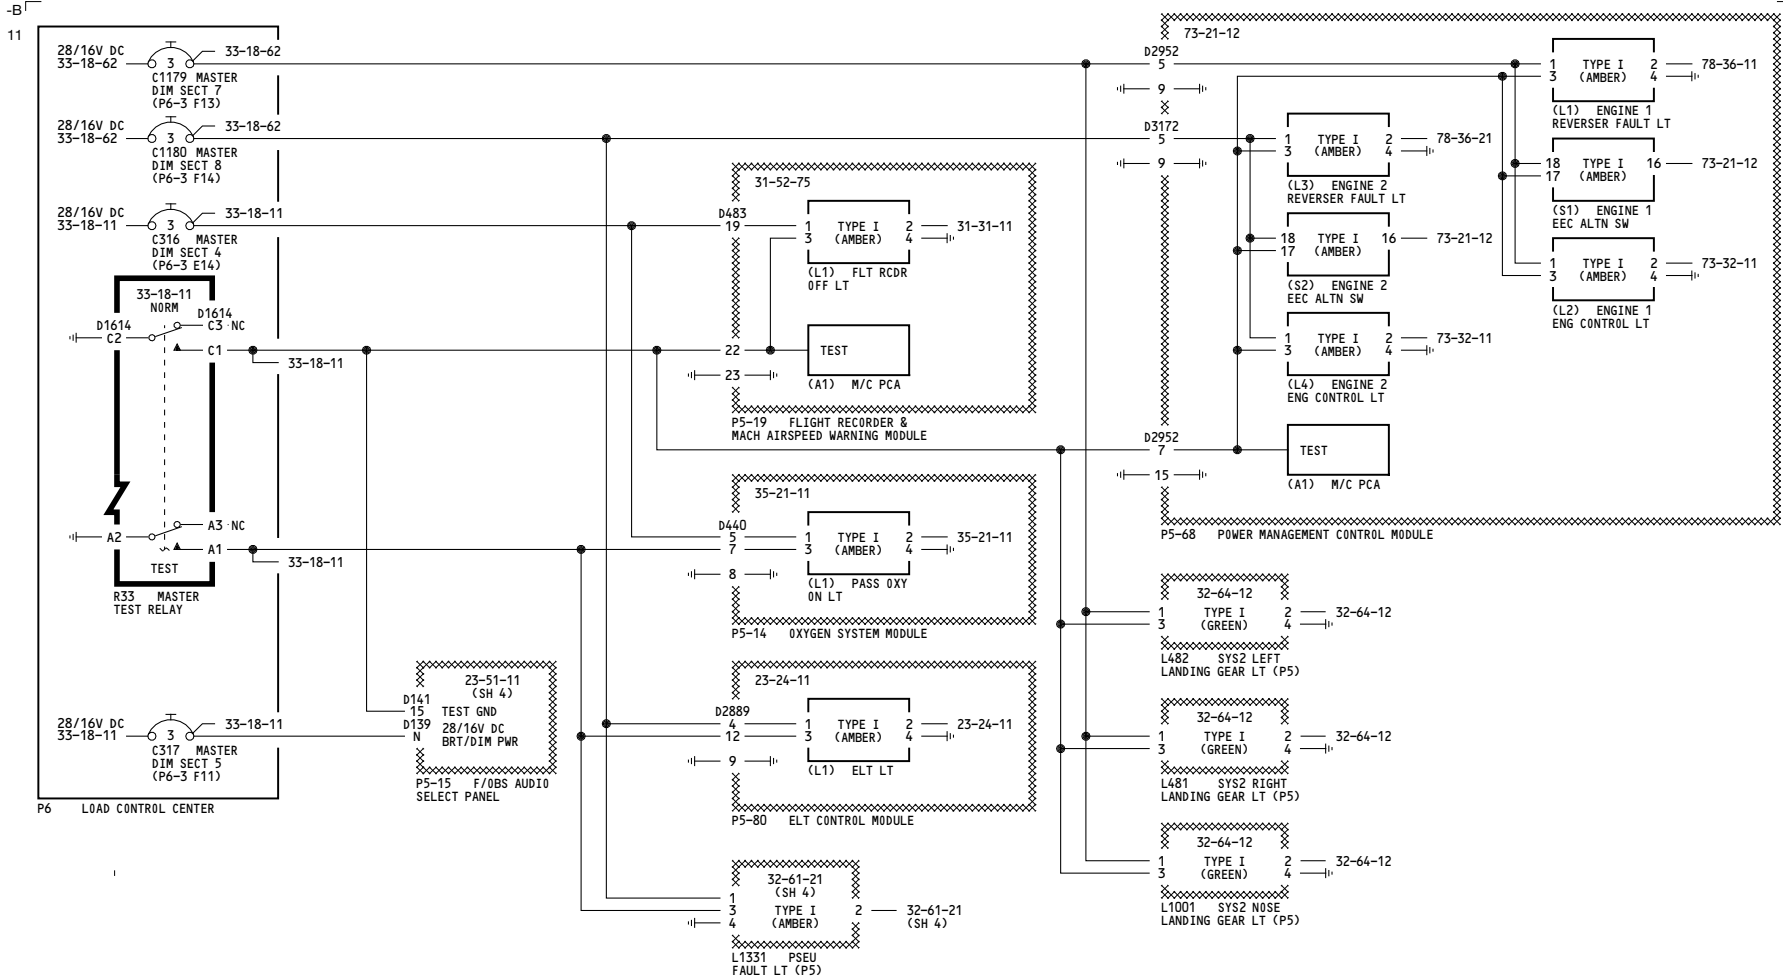 -B
11
28/16V DC
33-18-62
3
33-18-62
C1179 MASTER
DIM SECT 7
(P6-3 F13)
28/16V DC
33-18-62
3
33-18-62
C1180 MASTER
DIM SECT 8
(P6-3 F14)
28/16V DC
33-18-11
3
33-18-11
C316 MASTER
DIM SECT 4
(P6-3 E14)
33-18-11
NORM
D1614
C2
D1614
C3 NC
C1
33-18-11
A2
A3 NC
A1
33-18-11
TEST
R33 MASTER
TEST RELAY
28/16V DC
33-18-11
3
33-18-11
C317 MASTER
DIM SECT 5
(P6-3 F11)
P6 LOAD CONTROL CENTER
23-51-11
(SH 4)
D141
15 TEST GND
D139
N
28/16V DC
BRT/DIM PWR
P5-15 F/OBS AUDIO
SELECT PANEL
31-52-75
D483
19
1 TYPE I 2
3 (AMBER) 4
31-31-11
(L1) FLT RCDR
OFF LT
22
TEST
23
(A1) M/C PCA
P5-19 FLIGHT RECORDER &
MACH AIRSPEED WARNING MODULE
35-21-11
D440
5
7
1 TYPE I 2
3 (AMBER) 4
35-21-11
8
(L1) PASS OXY
ON LT
P5-14 OXYGEN SYSTEM MODULE
23-24-11
D2889
4
12
1 TYPE I 2
3 (AMBER) 4
23-24-11
9
(L1) ELT LT
P5-80 ELT CONTROL MODULE
32-61-21
(SH 4)
1
3 TYPE I 2
4 (AMBER)
32-61-21
(SH 4)
L1331 PSEU
FAULT LT (P5)
73-21-12
D2952
5
9
D3172
5
9
1 TYPE I 2
3 (AMBER) 4
78-36-11
(L1) ENGINE 1
REVERSER FAULT LT
1 TYPE I 2
3 (AMBER) 4
78-36-21
(L3) ENGINE 2
REVERSER FAULT LT
18 TYPE I 16
17 (AMBER)
73-21-12
(S1) ENGINE 1
EEC ALTN SW
18 TYPE I 16
17 (AMBER)
73-21-12
(S2) ENGINE 2
EEC ALTN SW
1 TYPE I 2
3 (AMBER) 4
73-32-11
(L2) ENGINE 1
ENG CONTROL LT
1 TYPE I 2
3 (AMBER) 4
73-32-11
(L4) ENGINE 2
ENG CONTROL LT
D2952
7
TEST
15
(A1) M/C PCA
P5-68 POWER MANAGEMENT CONTROL MODULE
32-64-12
1 TYPE I 2
3 (GREEN) 4
32-64-12
L482 SYS2 LEFT
LANDING GEAR LT (P5)
32-64-12
1 TYPE I 2
3 (GREEN) 4
32-64-12
L481 SYS2 RIGHT
LANDING GEAR LT (P5)
32-64-12
1 TYPE I 2
3 (GREEN) 4
32-64-12
L1001 SYS2 NOSE
LANDING GEAR LT (P5)